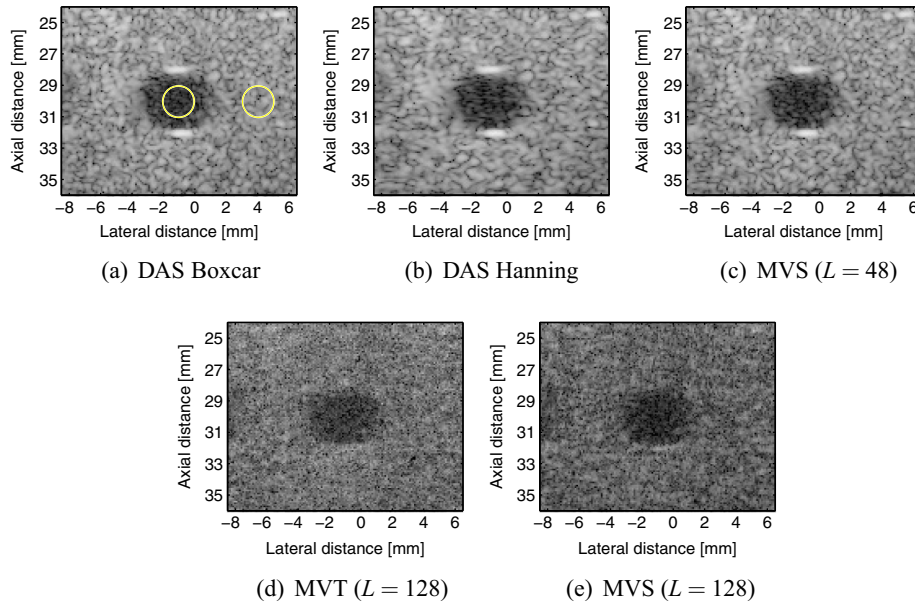 25
27
29
31
33
35
Axial distance [mm]
−8 −6 −4 −2 0 2 4 6
Lateral distance [mm]
(a) DAS Boxcar
25
27
29
31
33
35
Axial distance [mm]
−8 −6 −4 −2 0 2 4 6
Lateral distance [mm]
(b) DAS Hanning
25
27
29
31
33
35
Axial distance [mm]
−8 −6 −4 −2 0 2 4 6
Lateral distance [mm]
(c) MVS (L = 48)
25
27
29
31
33
35
Axial distance [mm]
−8 −6 −4 −2 0 2 4 6
Lateral distance [mm]
(d) MVT (L = 128)
25
27
29
31
33
35
Axial distance [mm]
−8 −6 −4 −2 0 2 4 6
Lateral distance [mm]
(e) MVS (L = 128)